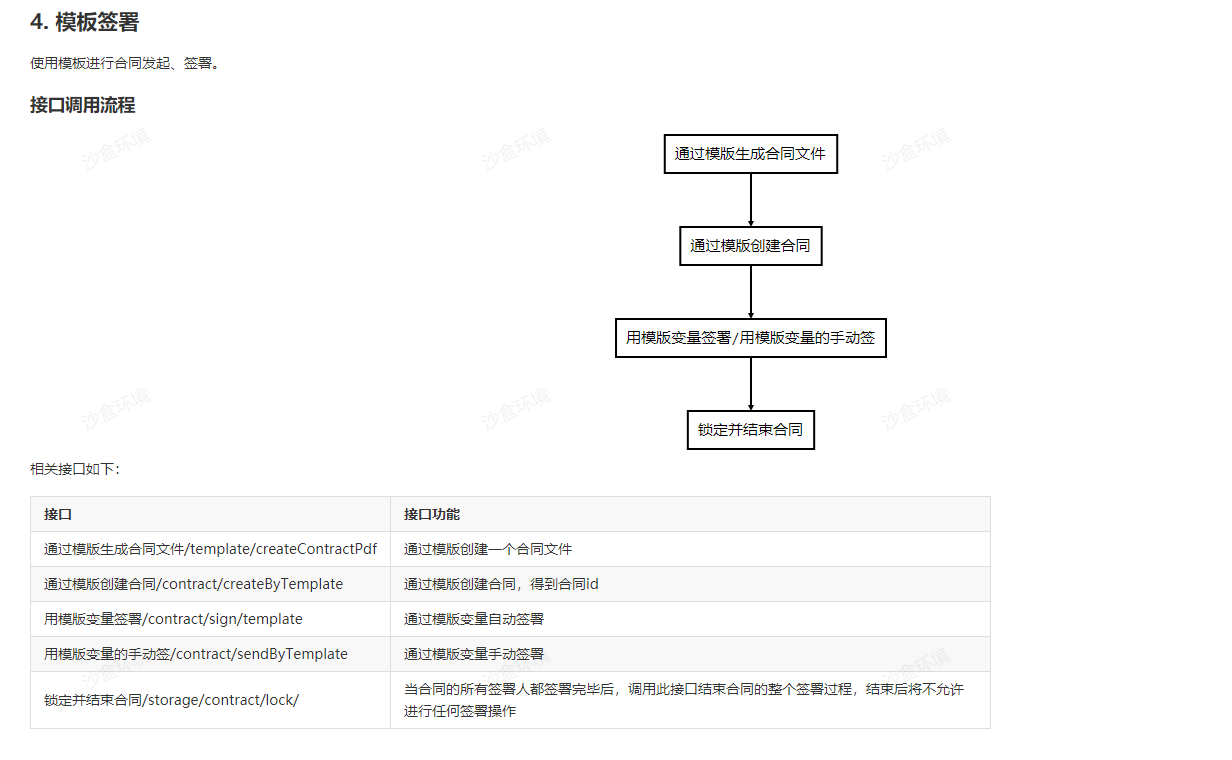 4. 模板签署
使用模板进行合同发起、签署。
接口调用流程
沙盒环境
沙盒环境
沙盒环境
通过模版生成合同文件
通过模版创建合同
用模版变量签署/用模版变量的手动签
沙盒环境
沙盒环境
沙盒环境
锁定并结束合同
相关接口如下：
接口
接口功能
通过模版生成合同文件/template/createContractPdf
通过模版创建一个合同文件
通过模版创建合同/contract/createByTemplate
通过模版创建合同，得到合同id
用模版变量签署/contract/sign/template
通过模版变量自动签署
用模版变量的手动签/contract/sendByTemplate
通过模版变量手动签署
沙盒环境
沙盒环境
沙盒环境
锁定并结束合同/storage/contract/lock/
当合同的所有签署人都签署完毕后，调用此接口结束合同的整个签署过程，结束后将不允许
进行任何签署操作